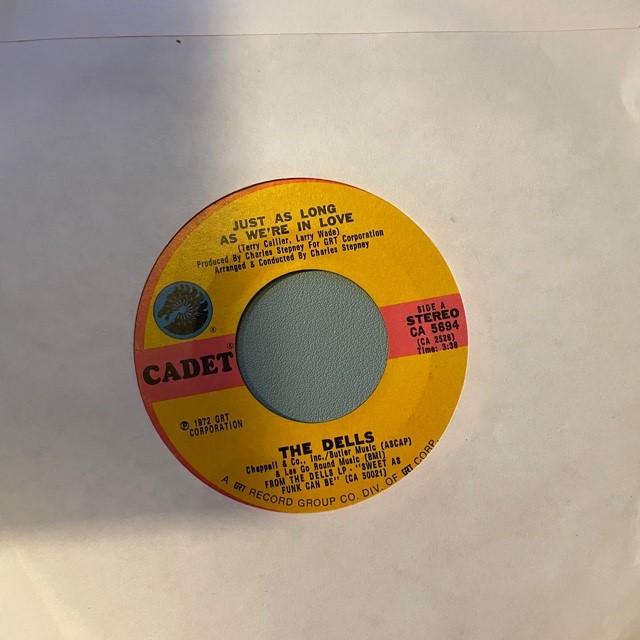 JUST AS LONG
AS WE'RE IN LOVE
(Terry Callier, Larry Wade)
Produced By Charles Stepney For GRT Corporation
Arranged & Conducted By Charles Stepney
SIDE A
STEREO
CA 5694
(CA 2526)
Time: 3:38
®
CADET®
Ⓟ 1972 GRT
CORPORATION
THE DELLS
Chappell & Co., Inc./Butler Music (ASCAP)
& Les Go Round Music (BMI)
FROM THE DELLS LP - "SWEET AS
FUNK CAN BE" (CA 50021)
A GRT RECORD GROUP CO. DIV. OF GRT CORP.